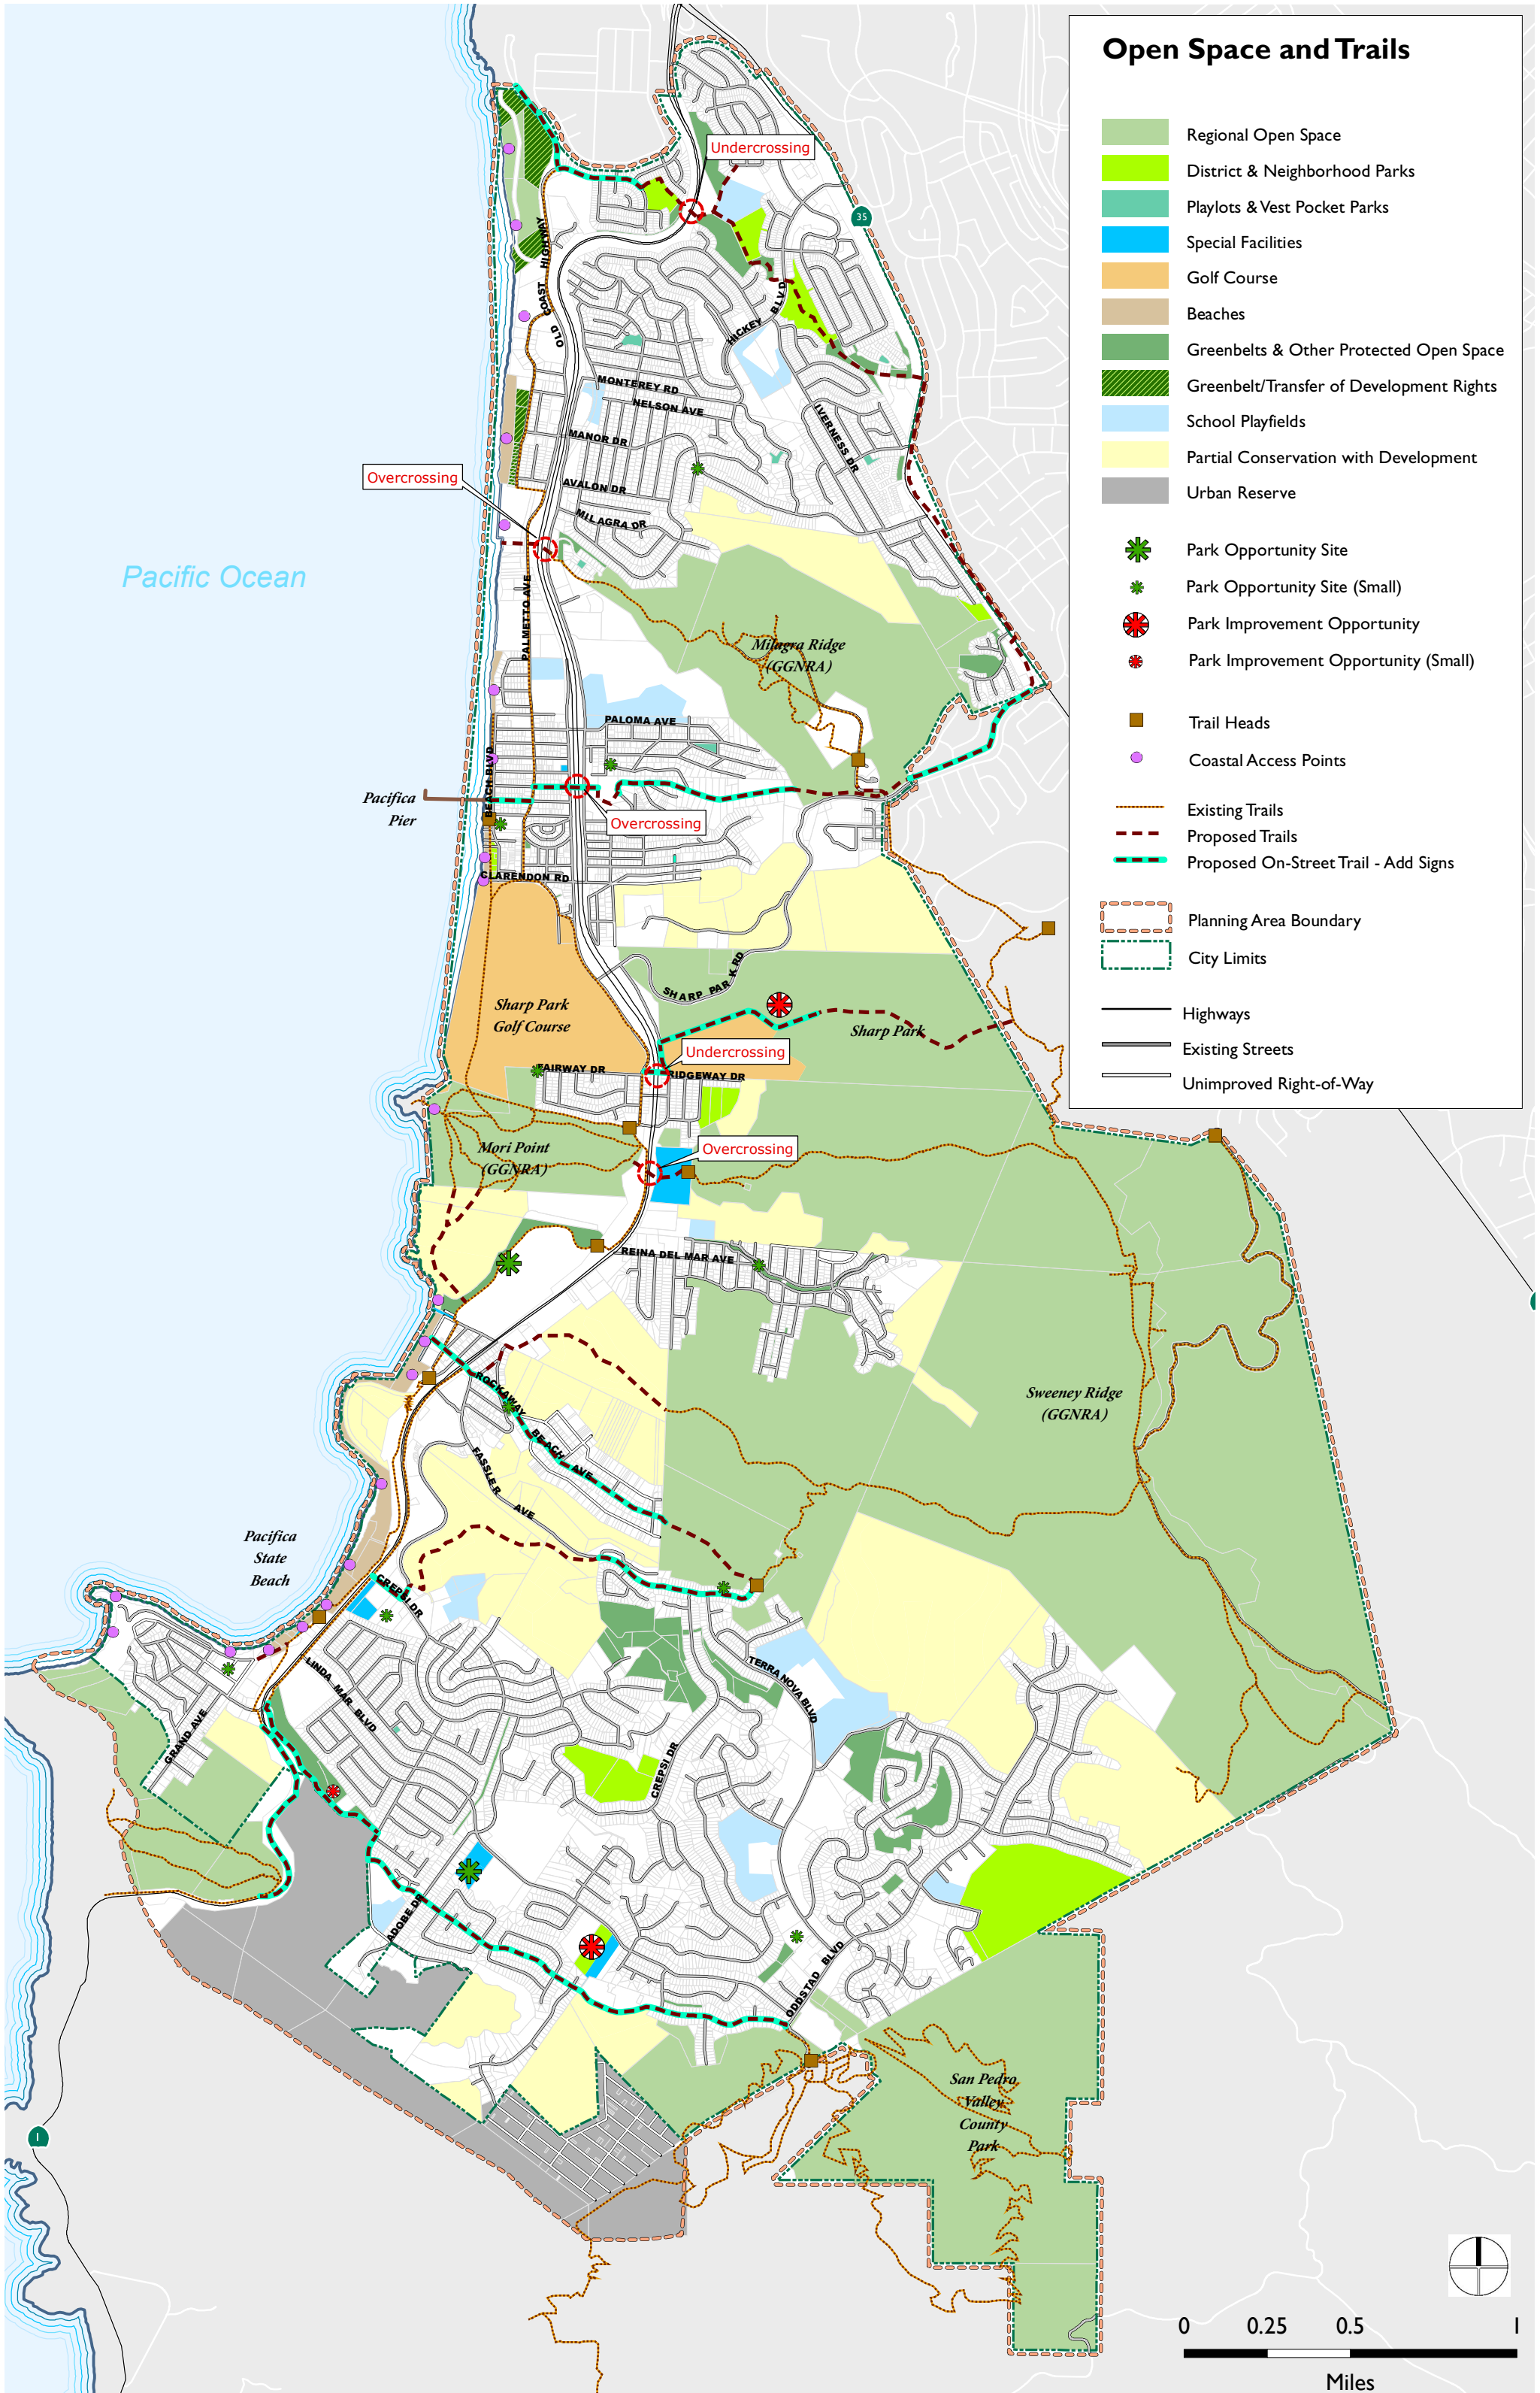 Open Space and Trails
Regional Open Space
District & Neighborhood Parks
Playlots & Vest Pocket Parks
Special Facilities
Golf Course
Beaches
Greenbelts & Other Protected Open Space
Greenbelt/Transfer of Development Rights
School Playfields
Partial Conservation with Development
Urban Reserve
Park Opportunity Site
Park Opportunity Site (Small)
Park Improvement Opportunity
Park Improvement Opportunity (Small)
Trail Heads
Coastal Access Points
Existing Trails
Proposed Trails
Proposed On-Street Trail - Add Signs
Planning Area Boundary
City Limits
Highways
Existing Streets
Unimproved Right-of-Way
Undercrossing
35
OLD COAST HIGHWAY
HICKEY BLVD
MONTEREY RD
NELSON AVE
MANOR DR
IVERNESS DR
Overcrossing
AVALON DR
MILAGRA DR
Pacific Ocean
PALMETTO AVE
Milagra Ridge
(GGNRA)
PALOMA AVE
BEACH BLVD
Pacifica
Pier
Overcrossing
CLARENDON RD
SHARP PARK RD
Sharp Park
Golf Course
Sharp Park
Undercrossing
FAIRWAY DR
RIDGEWAY DR
Mori Point
(GGNRA)
Overcrossing
REINA DEL MAR AVE
ROCKAWAY BEACH AVE
Sweeney Ridge
(GGNRA)
FASSLER AVE
Pacifica
State
Beach
CREPSI DR
LINDA MAR BLVD
TERRA NOVA BLVD
GRAND AVE
CREPSI DR
ADOBE DR
ODDSTAD BLVD
San Pedro
Valley
County
Park
1
0 0.25 0.5 1
Miles